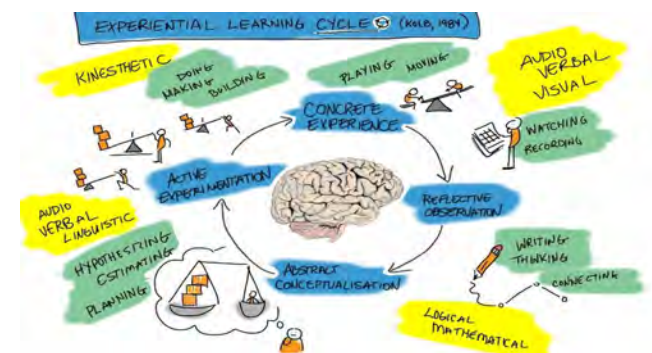 EXPERIENTIAL LEARNING CYCLE (KOLB, 1984)
KINESTHETIC
DOING
MAKING
BUILDING
PLAYING MOVING
AUDIO
VERBAL
VISUAL
CONCRETE
EXPERIENCE
WATCHING
RECORDING
ACTIVE
EXPERIMENTATION
REFLECTIVE
OBSERVATION
AUDIO
VERBAL
LINGUISTIC
HYPOTHESITING
ESTIMATING
PLANNING
ABSTRACT
CONCEPTUALISATION
WRITING
THINKING
CONNECTING
LOGICAL
MATHEMATICAL